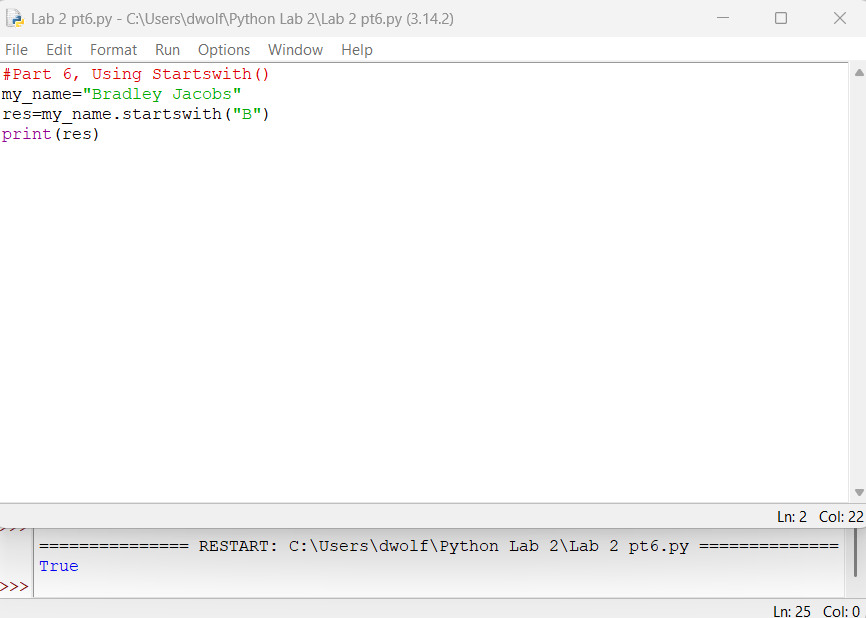 Lab 2 pt6.py - C:\Users\dwolf\Python Lab 2\Lab 2 pt6.py (3.14.2)
File Edit Format Run Options Window Help
#Part 6, Using Startswith()
my_name="Bradley Jacobs"
res=my_name.startswith("B")
print(res)
Ln: 2 Col: 22
>>>
=============== RESTART: C:\Users\dwolf\Python Lab 2\Lab 2 pt6.py ==============
True
>>>
Ln: 25 Col: 0